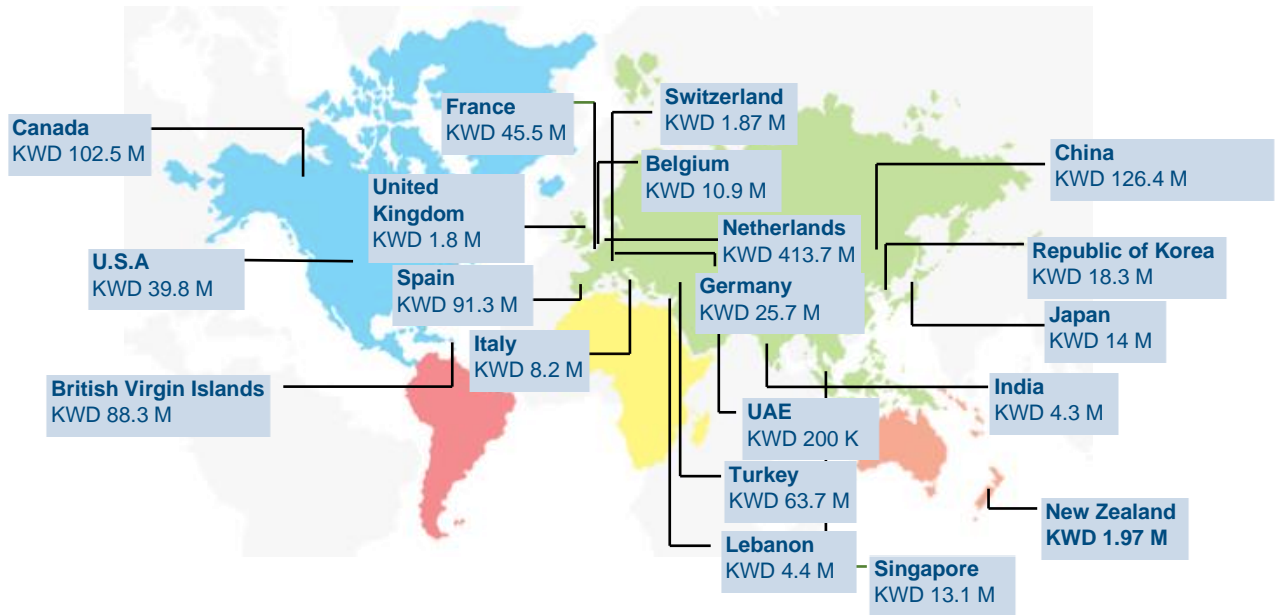 France
KWD 45.5 M
Switzerland
KWD 1.87 M
Canada
KWD 102.5 M
Belgium
KWD 10.9 M
China
KWD 126.4 M
United
Kingdom
KWD 1.8 M
Netherlands
KWD 413.7 M
Republic of Korea
KWD 18.3 M
U.S.A
KWD 39.8 M
Spain
KWD 91.3 M
Germany
KWD 25.7 M
Japan
KWD 14 M
Italy
KWD 8.2 M
British Virgin Islands
KWD 88.3 M
India
KWD 4.3 M
UAE
KWD 200 K
Turkey
KWD 63.7 M
New Zealand
KWD 1.97 M
Lebanon
KWD 4.4 M
Singapore
KWD 13.1 M